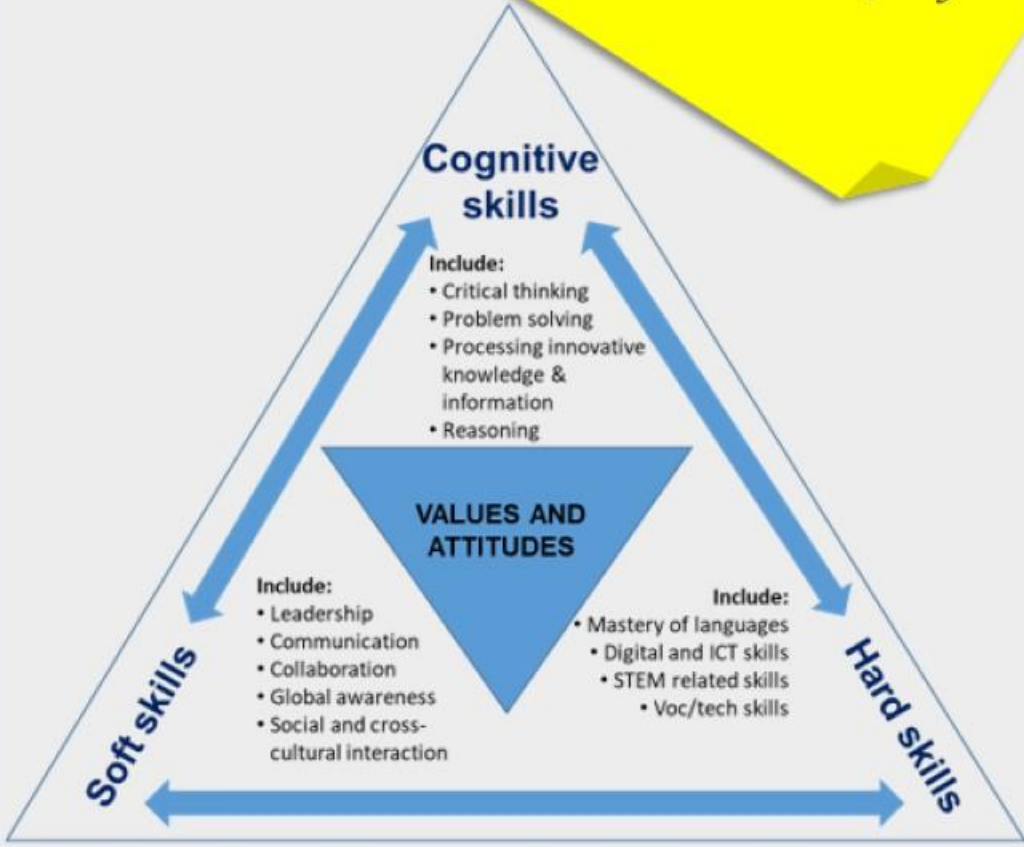 Cognitive
skills
Include:
• Critical thinking
• Problem solving
• Processing innovative
knowledge &
information
• Reasoning
VALUES AND
ATTITUDES
Include:
• Leadership
• Communication
• Collaboration
• Global awareness
• Social and cross-
cultural interaction
Soft skills
Include:
• Mastery of languages
• Digital and ICT skills
• STEM related skills
• Voc/tech skills
Hard skills